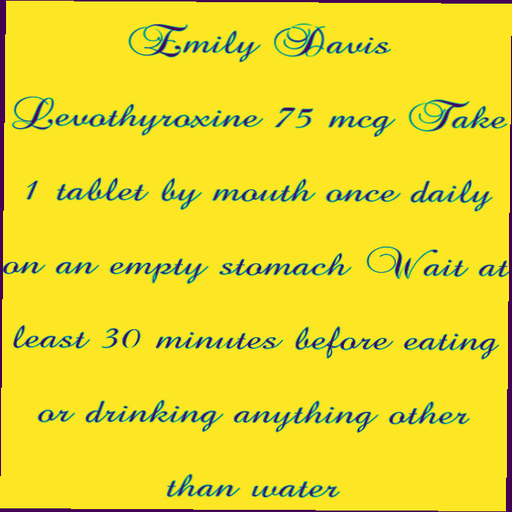 Emily Davis
Levothyroxine 75 mcg Take
1 tablet by mouth once daily
on an empty stomach Wait at
least 30 minutes before eating
or drinking anything other
than water